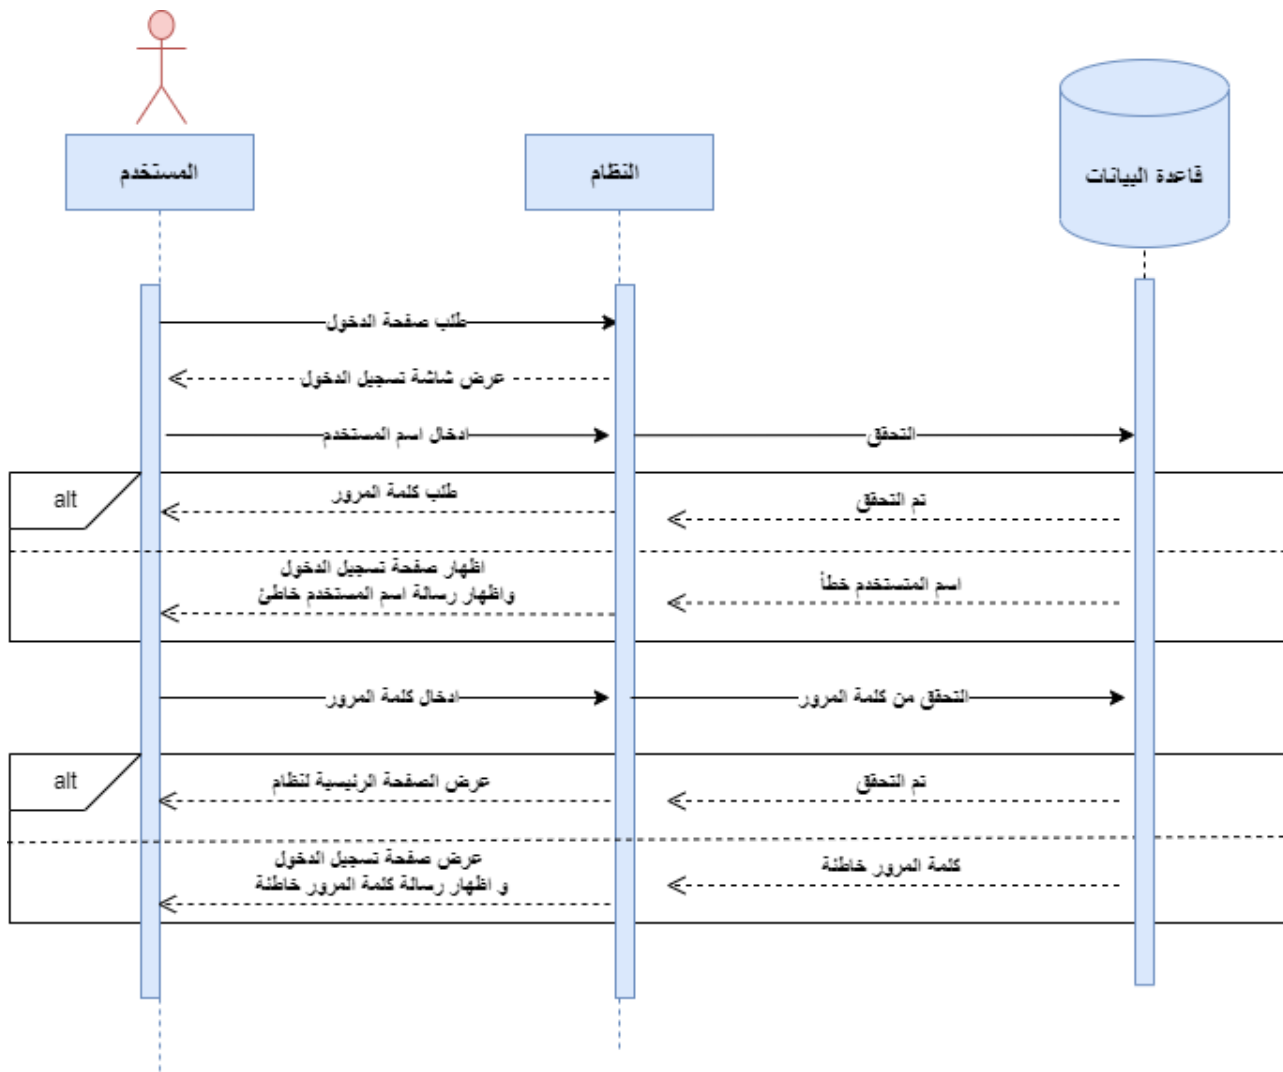 المستخدم
النظام
قاعدة البيانات
طلب صفحة الدخول
عرض شاشة تسجيل الدخول
ادخال اسم المستخدم
التحقق
alt
طلب كلمة المرور
تم التحقق
اظهار صفحة تسجيل الدخول
واظهار رسالة اسم المستخدم خاطئ
اسم المتستخدم خطأ
ادخال كلمة المرور
التحقق من كلمة المرور
alt
عرض الصفحة الرئيسية لنظام
تم التحقق
عرض صفحة تسجيل الدخول
و اظهار رسالة كلمة المرور خاطئة
كلمة المرور خاطئة